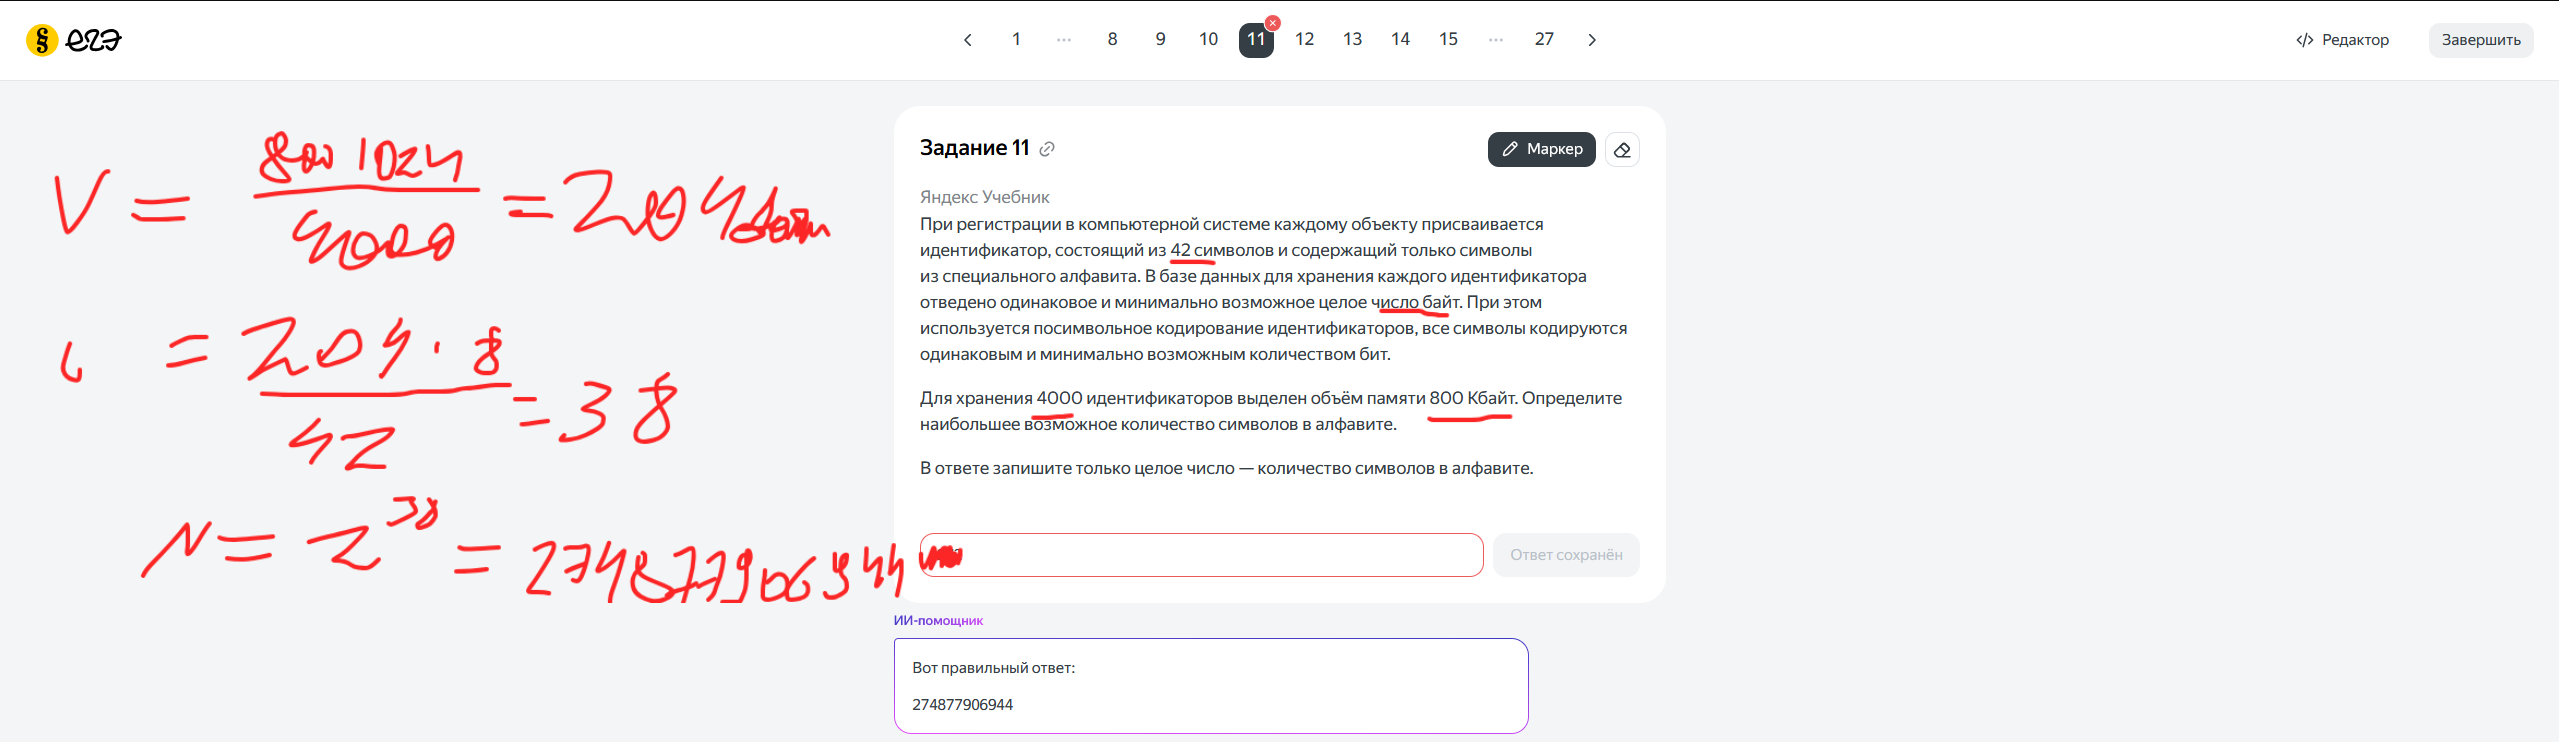 § егэ
1 ... 8 9 10 11 12 13 14 15 ... 27
</> Редактор
Завершить
Задание 11
Маркер
Яндекс Учебник
При регистрации в компьютерной системе каждому объекту присваивается
идентификатор, состоящий из 42 символов и содержащий только символы
из специального алфавита. В базе данных для хранения каждого идентификатора
отведено одинаковое и минимально возможное целое число байт. При этом
используется посимвольное кодирование идентификаторов, все символы кодируются
одинаковым и минимально возможным количеством бит.
Для хранения 4000 идентификаторов выделен объём памяти 800 Кбайт. Определите
наибольшее возможное количество символов в алфавите.
В ответе запишите только целое число — количество символов в алфавите.
Ответ сохранён
ИИ-помощник
Вот правильный ответ:
274877906944
V = 800 1024 / 4000 = 204 байт
i = 204 · 8 / 42 = 38
N = 2^38 = 274877906944